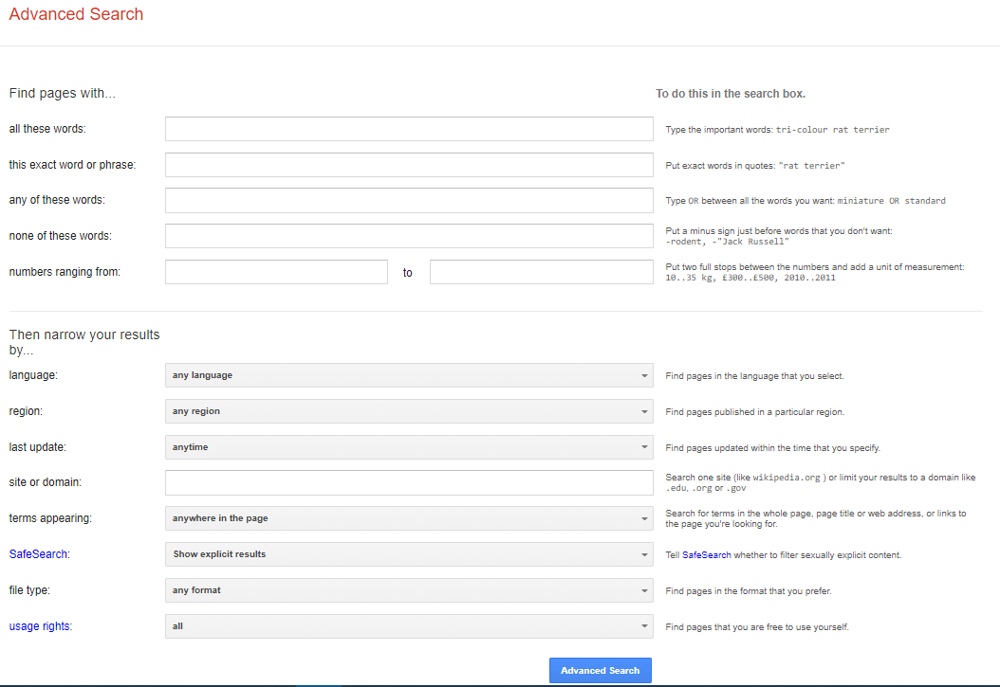 Advanced Search
Find pages with...
To do this in the search box.
all these words:
Type the important words: tri-colour rat terrier
this exact word or phrase:
Put exact words in quotes: "rat terrier"
any of these words:
Type OR between all the words you want: miniature OR standard
none of these words:
Put a minus sign just before words that you don't want:
-rodent, -"Jack Russell"
numbers ranging from:
to
Put two full stops between the numbers and add a unit of measurement:
10..35 kg, £300..£500, 2010..2011
Then narrow your results
by...
language:
any language
Find pages in the language that you select.
region:
any region
Find pages published in a particular region.
last update:
anytime
Find pages updated within the time that you specify.
site or domain:
Search one site (like wikipedia.org ) or limit your results to a domain like
.edu, .org or .gov
terms appearing:
anywhere in the page
Search for terms in the whole page, page title or web address, or links to
the page you're looking for.
SafeSearch:
Show explicit results
Tell SafeSearch whether to filter sexually explicit content.
file type:
any format
Find pages in the format that you prefer.
usage rights:
all
Find pages that you are free to use yourself.
Advanced Search